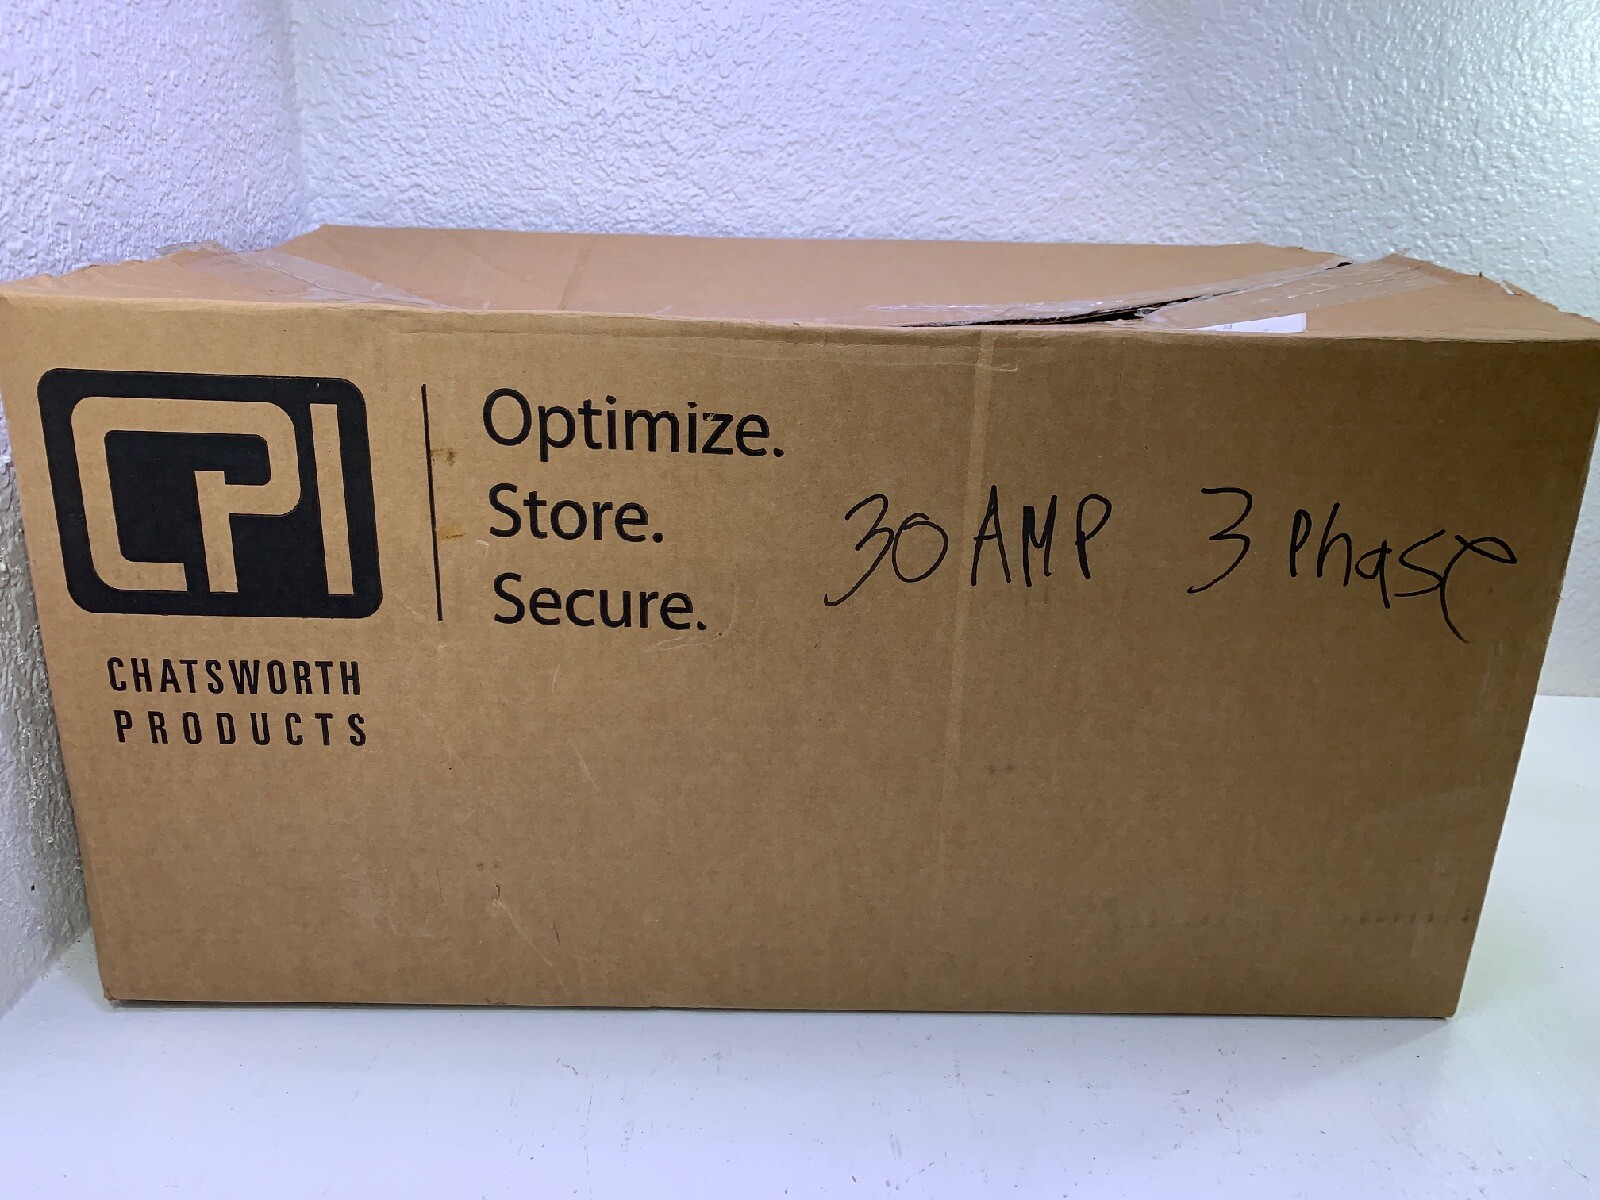 CPI
CHATSWORTH
PRODUCTS
Optimize.
Store.
Secure.
30 AMP 3 Phase